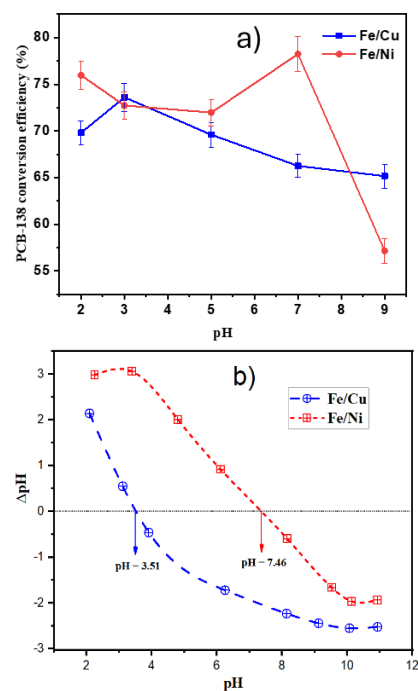 a)
Fe/Cu
Fe/Ni
PCB-138 conversion efficiency (%)
80
75
70
65
60
55
2 3 4 5 6 7 8 9
pH
b)
Fe/Cu
Fe/Ni
ΔpH
3
2
1
0
-1
-2
-3
pH = 3.51
pH = 7.46
2 4 6 8 10 12
pH